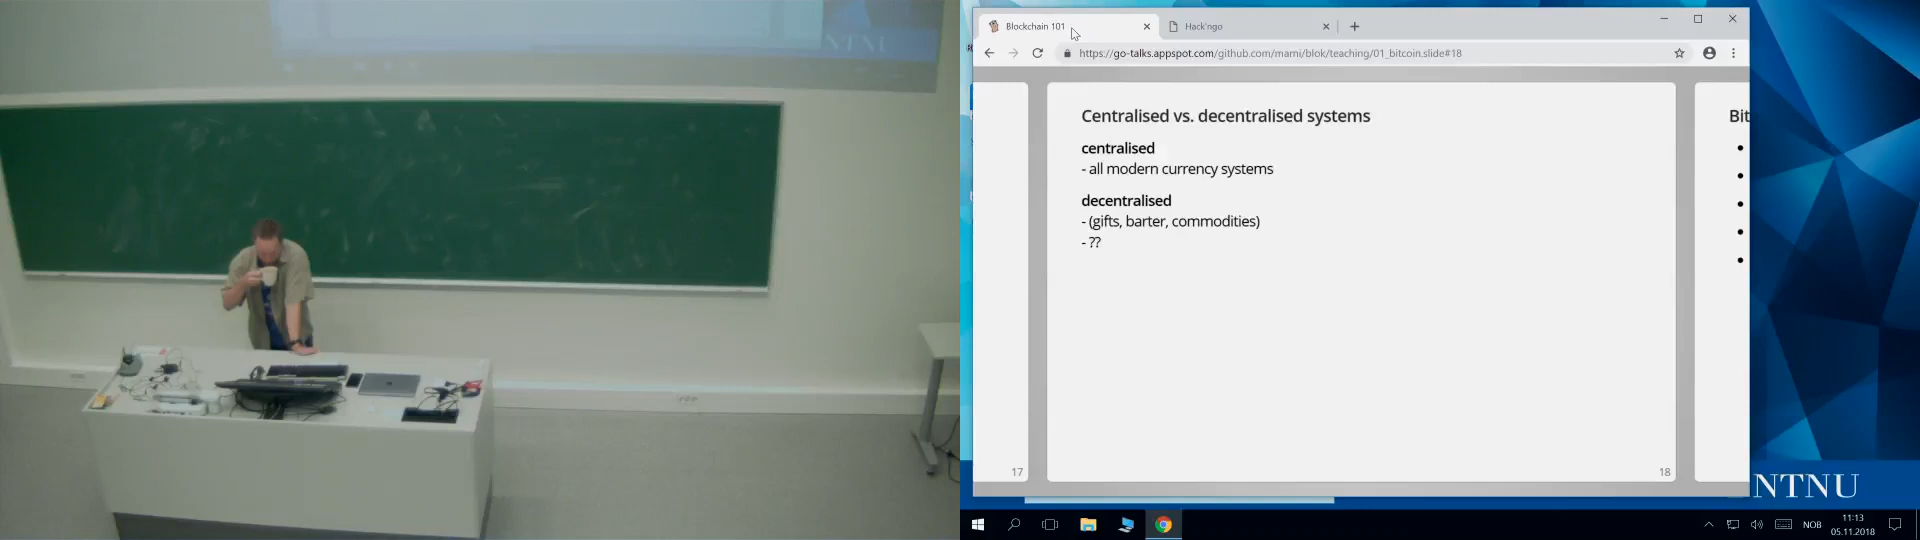 NTNU
Blockchain 101
Hack'ngo
https://go-talks.appspot.com/github.com/marni/blok/teaching/01_bitcoin.slide#18
Centralised vs. decentralised systems
centralised
- all modern currency systems
decentralised
- (gifts, barter, commodities)
- ??
17
18
Bit
NTNU
NOB
11:13
05.11.2018